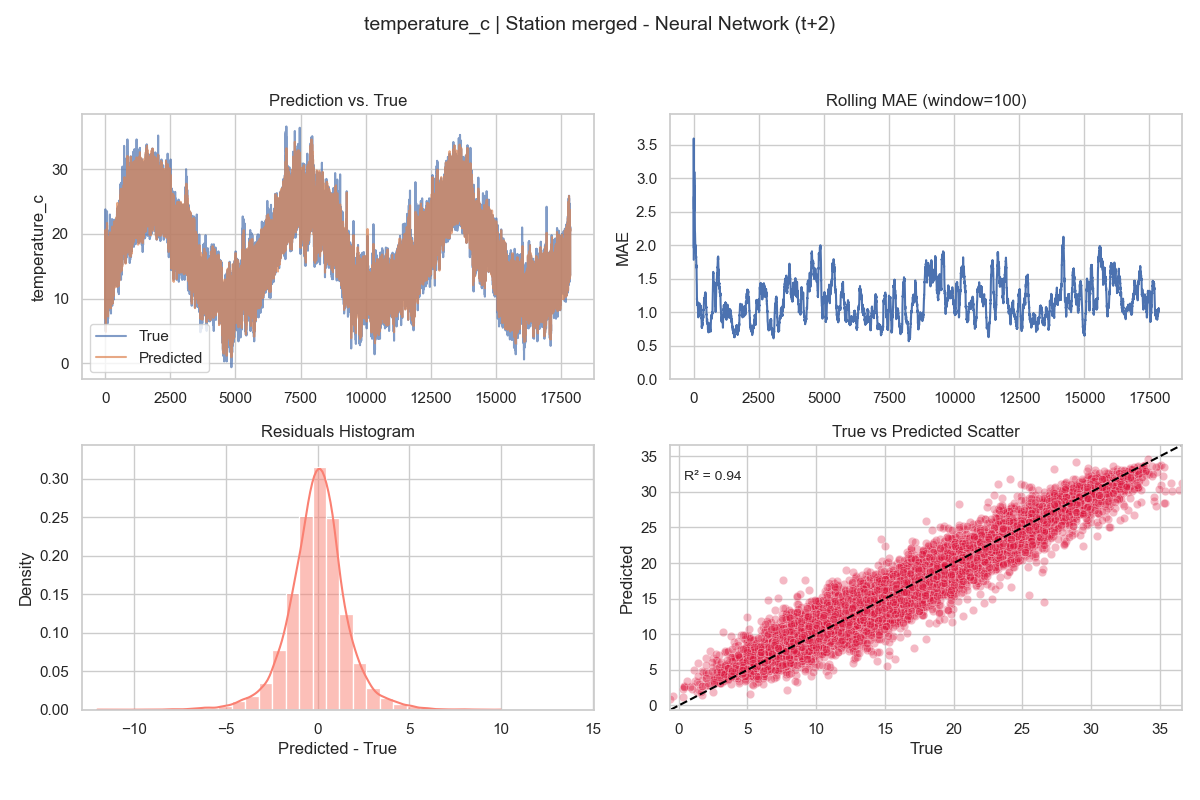 temperature_c | Station merged - Neural Network (t+2)
Prediction vs. True
temperature_c
30
20
10
0
True
Predicted
0 2500 5000 7500 10000 12500 15000 17500
Rolling MAE (window=100)
MAE
3.5
3.0
2.5
2.0
1.5
1.0
0.5
0.0
0 2500 5000 7500 10000 12500 15000 17500
Residuals Histogram
Density
0.30
0.25
0.20
0.15
0.10
0.05
0.00
−10 −5 0 5 10 15
Predicted - True
True vs Predicted Scatter
R² = 0.94
Predicted
35
30
25
20
15
10
5
0
0 5 10 15 20 25 30 35
True